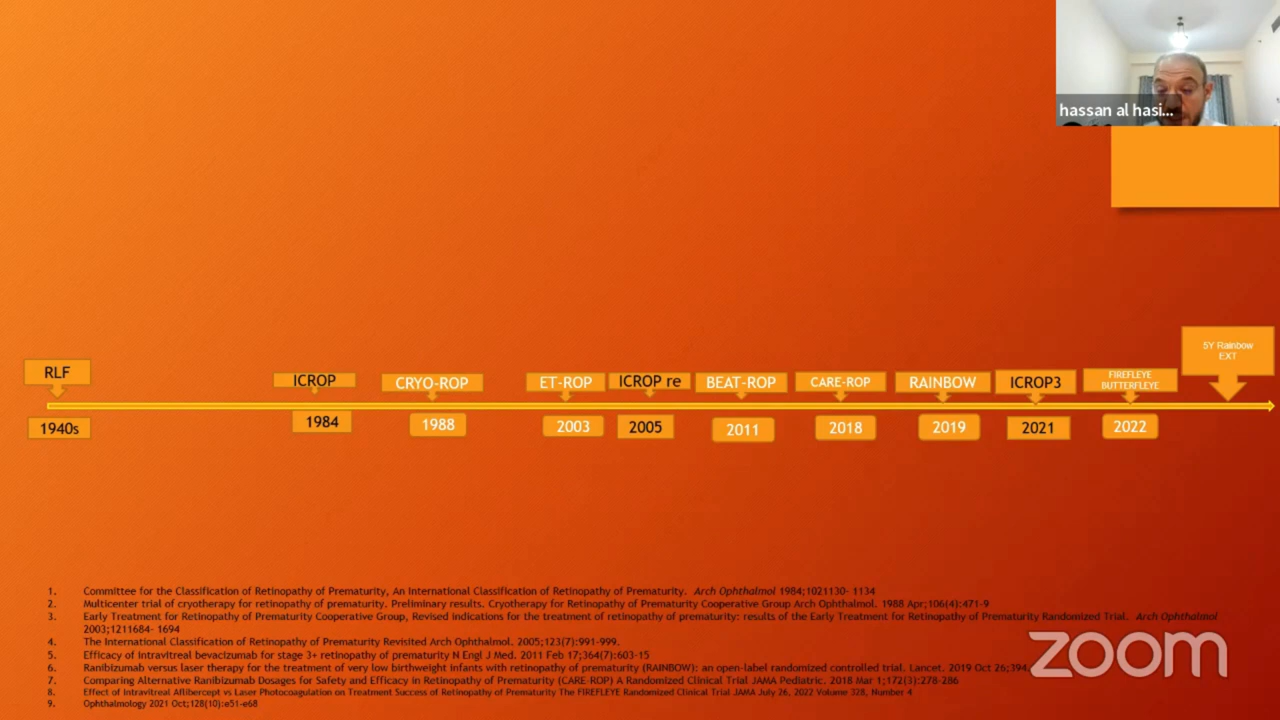 hassan al hasi...
5Y Rainbow
EXT
RLF
ICROP
CRYO-ROP
ET-ROP
ICROP re
BEAT-ROP
CARE-ROP
RAINBOW
ICROP3
FIREFLEYE
BUTTERFLEYE
1940s
1984
1988
2003
2005
2011
2018
2019
2021
2022
1. Committee for the Classification of Retinopathy of Prematurity, An International Classification of Retinopathy of Prematurity. Arch Ophthalmol 1984;1021130- 1134
2. Multicenter trial of cryotherapy for retinopathy of prematurity. Preliminary results. Cryotherapy for Retinopathy of Prematurity Cooperative Group Arch Ophthalmol. 1988 Apr;106(4):471-9
3. Early Treatment for Retinopathy of Prematurity Cooperative Group, Revised indications for the treatment of retinopathy of prematurity: results of the Early Treatment for Retinopathy of Prematurity Randomized Trial. Arch Ophthalmol
2003;1211684- 1694
4. The International Classification of Retinopathy of Prematurity Revisited Arch Ophthalmol. 2005;123(7):991-999.
5. Efficacy of intravitreal bevacizumab for stage 3+ retinopathy of prematurity N Engl J Med. 2011 Feb 17;364(7):603-15
6. Ranibizumab versus laser therapy for the treatment of very low birthweight infants with retinopathy of prematurity (RAINBOW): an open-label randomized controlled trial. Lancet. 2019 Oct 26;394
7. Comparing Alternative Ranibizumab Dosages for Safety and Efficacy in Retinopathy of Prematurity (CARE-ROP) A Randomized Clinical Trial JAMA Pediatric. 2018 Mar 1;172(3):278-286
8. Effect of Intravitreal Aflibercept vs Laser Photocoagulation on Treatment Success of Retinopathy of Prematurity The FIREFLEYE Randomized Clinical Trial JAMA July 26, 2022 Volume 328, Number 4
9. Ophthalmology 2021 Oct;128(10):e51-e68
zoom